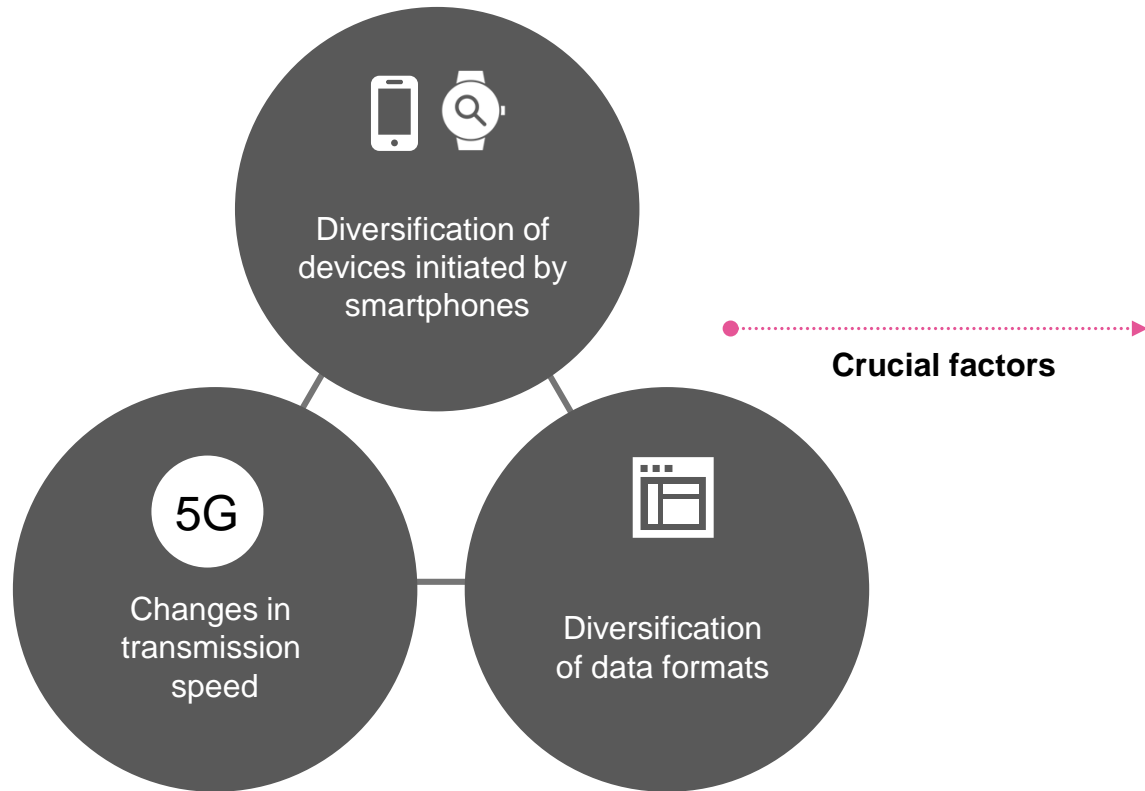 Diversification of
devices initiated by
smartphones
Crucial factors
5G
Changes in
transmission
speed
Diversification
of data formats